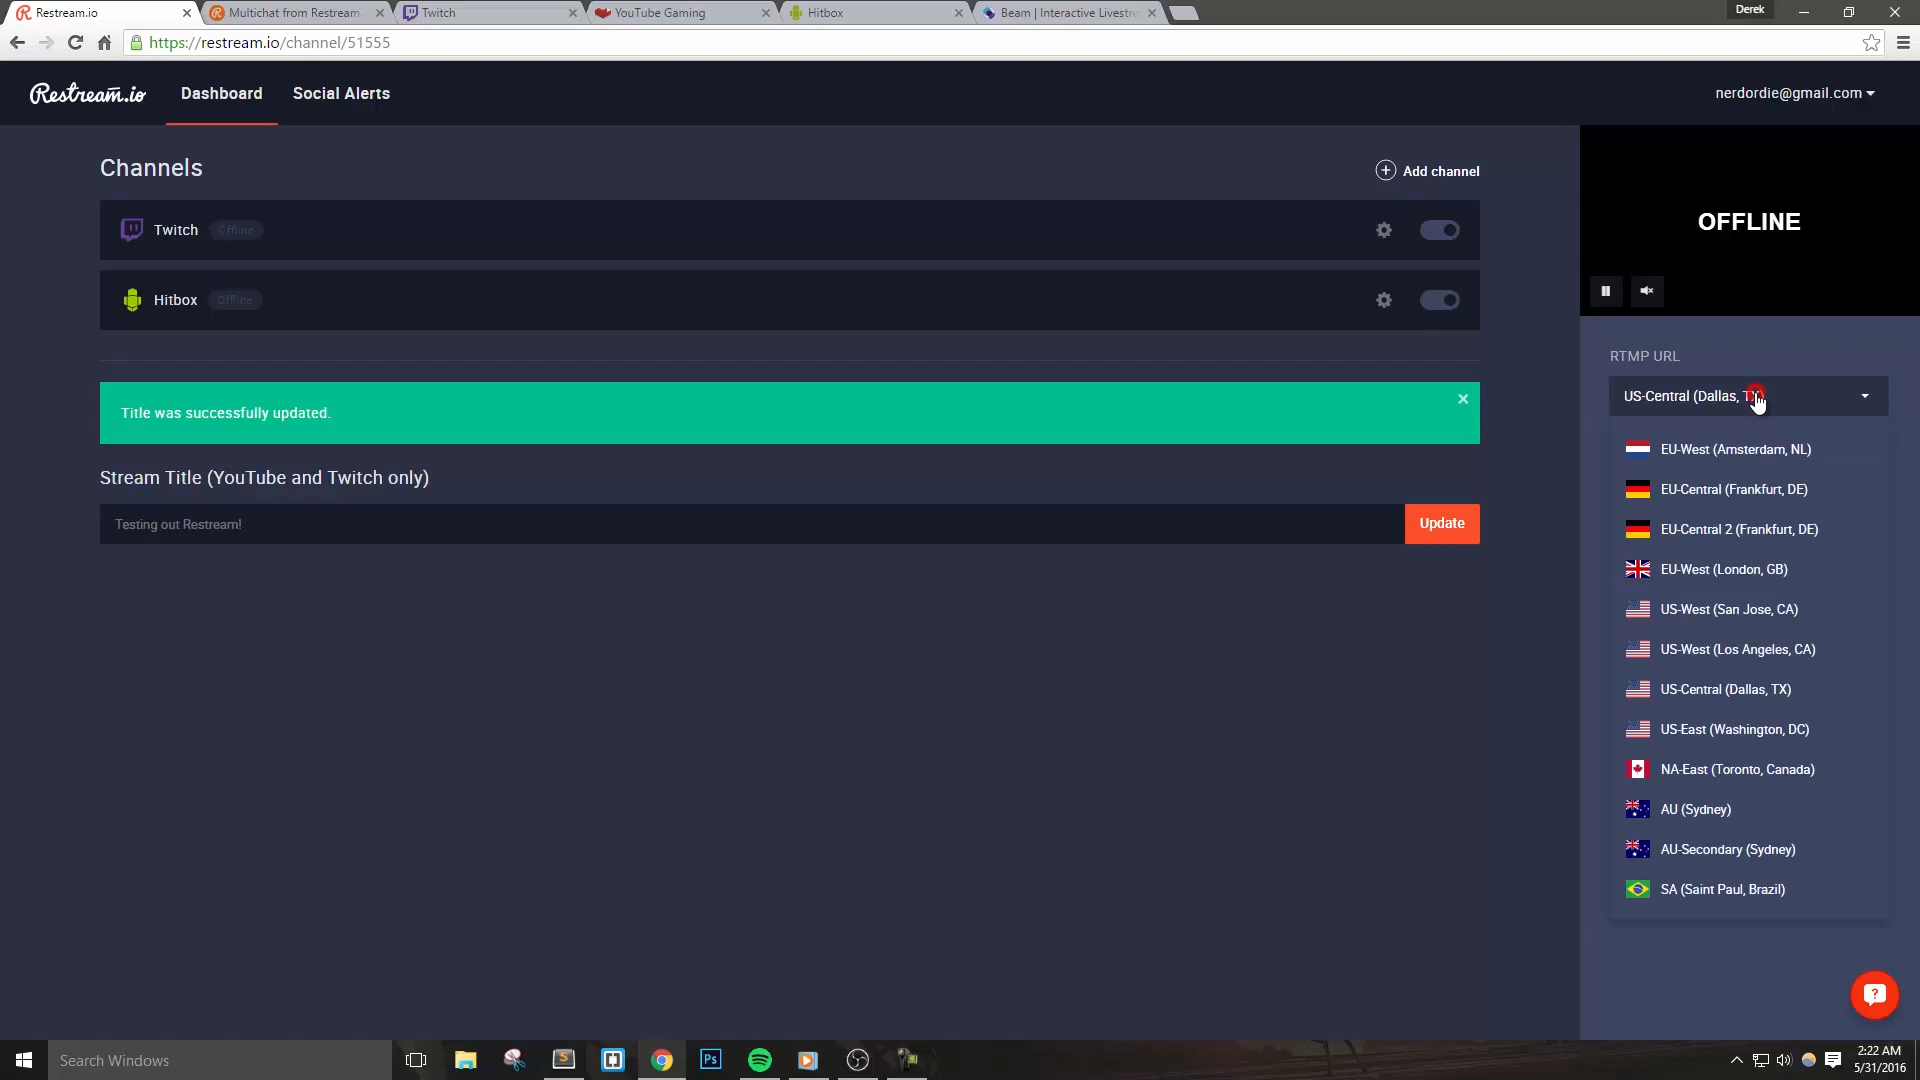 Restream.io
Multichat from Restream
Twitch
YouTube Gaming
Hitbox
Beam | Interactive Livestre
Derek
https://restream.io/channel/51555
Restream.io
Dashboard
Social Alerts
nerdordie@gmail.com
Channels
Add channel
Twitch
Offline
Hitbox
Offline
OFFLINE
RTMP URL
US-Central (Dallas, TX)
Title was successfully updated.
Stream Title (YouTube and Twitch only)
Testing out Restream!
Update
EU-West (Amsterdam, NL)
EU-Central (Frankfurt, DE)
EU-Central 2 (Frankfurt, DE)
EU-West (London, GB)
US-West (San Jose, CA)
US-West (Los Angeles, CA)
US-Central (Dallas, TX)
US-East (Washington, DC)
NA-East (Toronto, Canada)
AU (Sydney)
AU-Secondary (Sydney)
SA (Saint Paul, Brazil)
Search Windows
Ps
2:22 AM
5/31/2016